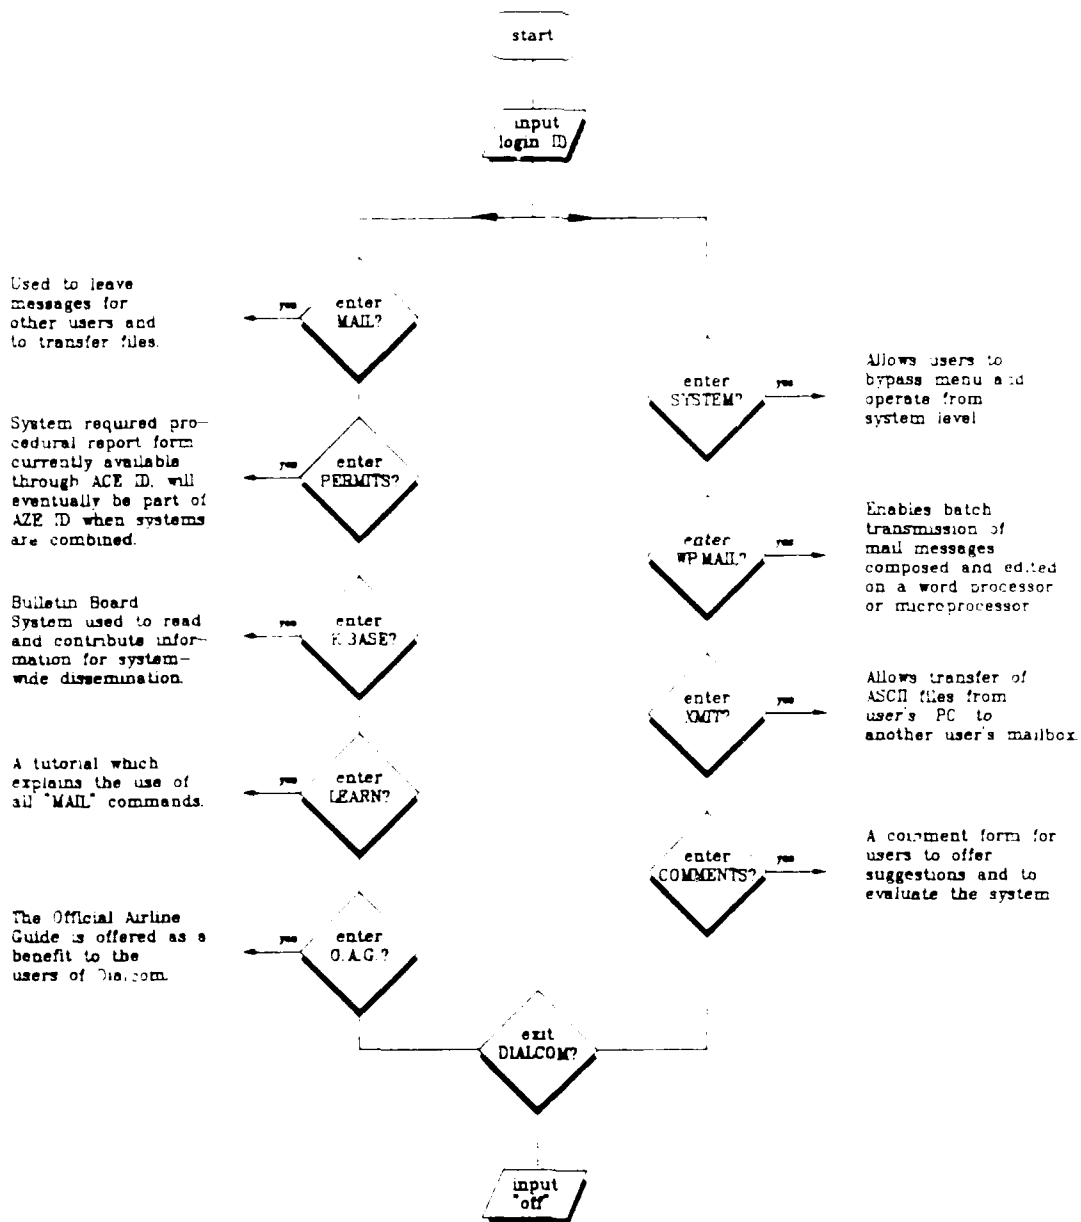 start
input
login ID
Used to leave
messages for
other users and
to transfer files.
yes
enter
MAIL?
System required pro-
cedural report form
currently available
through ACE ID, will
eventually be part of
AZE ID when systems
are combined.
yes
enter
PERMITS?
Bulletin Board
System used to read
and contribute infor-
mation for system-
wide dissemination.
yes
enter
BASE?
A tutorial which
explains the use of
all "MAIL" commands.
yes
enter
LEARN?
The Official Airline
Guide is offered as a
benefit to the
users of Dialcom.
yes
enter
O.A.G.?
enter
SYSTEM?
yes
Allows users to
bypass menu and
operate from
system level
enter
WP.MAIL?
yes
Enables batch
transmission of
mail messages
composed and edited
on a word processor
or microprocessor
enter
XMIT?
yes
Allows transfer of
ASCII files from
user's PC to
another user's mailbox
enter
COMMENTS?
yes
A comment form for
users to offer
suggestions and to
evaluate the system
exit
DIALCOM?
input
"off"